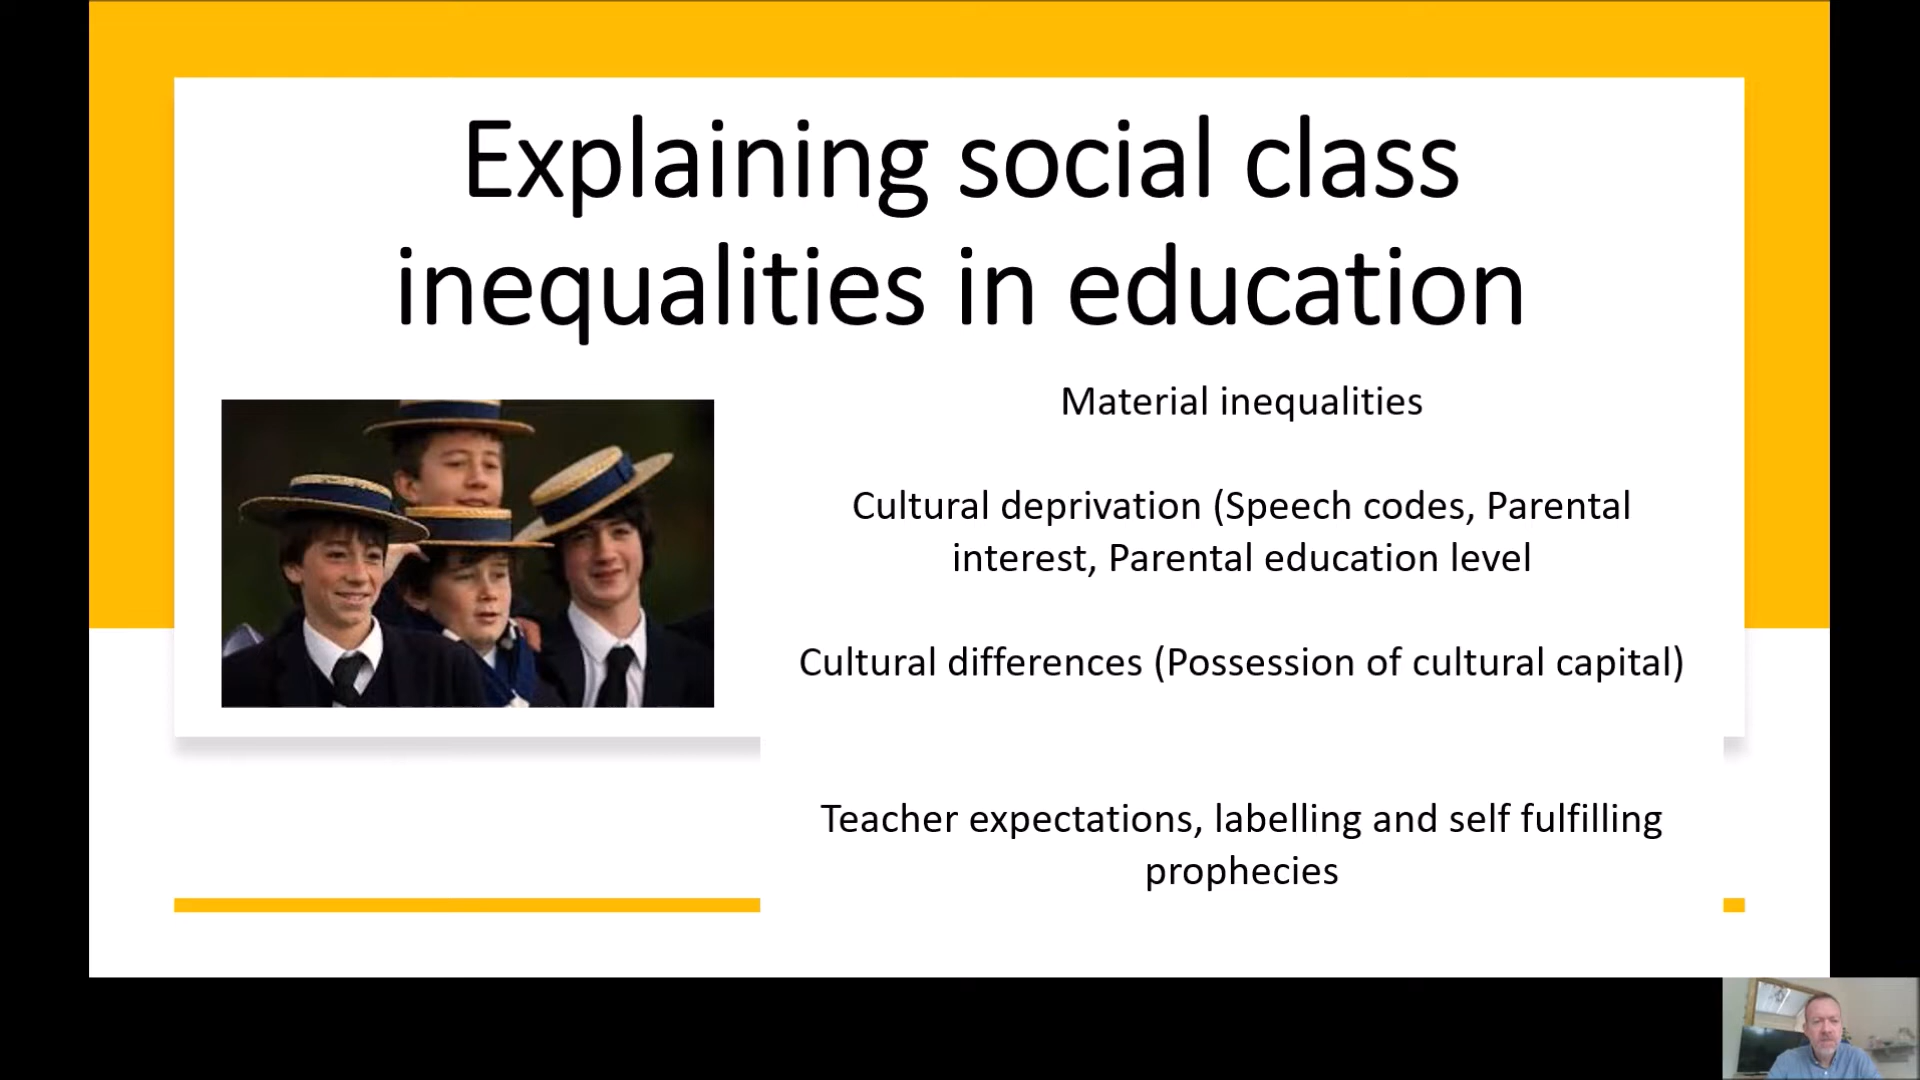 Explaining social class
inequalities in education
Material inequalities
Cultural deprivation (Speech codes, Parental
interest, Parental education level
Cultural differences (Possession of cultural capital)
Teacher expectations, labelling and self fulfilling
prophecies